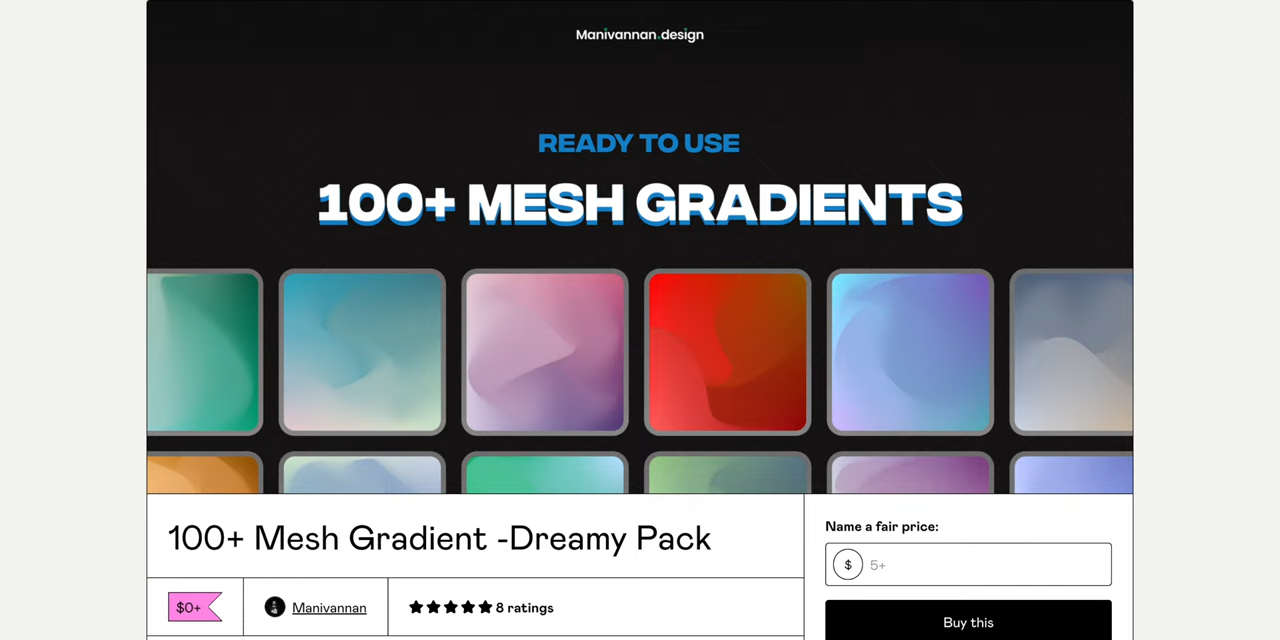 Manivannan.design
READY TO USE
100+ MESH GRADIENTS
100+ Mesh Gradient -Dreamy Pack
$0+
Manivannan
8 ratings
Name a fair price:
$ 5+
Buy this